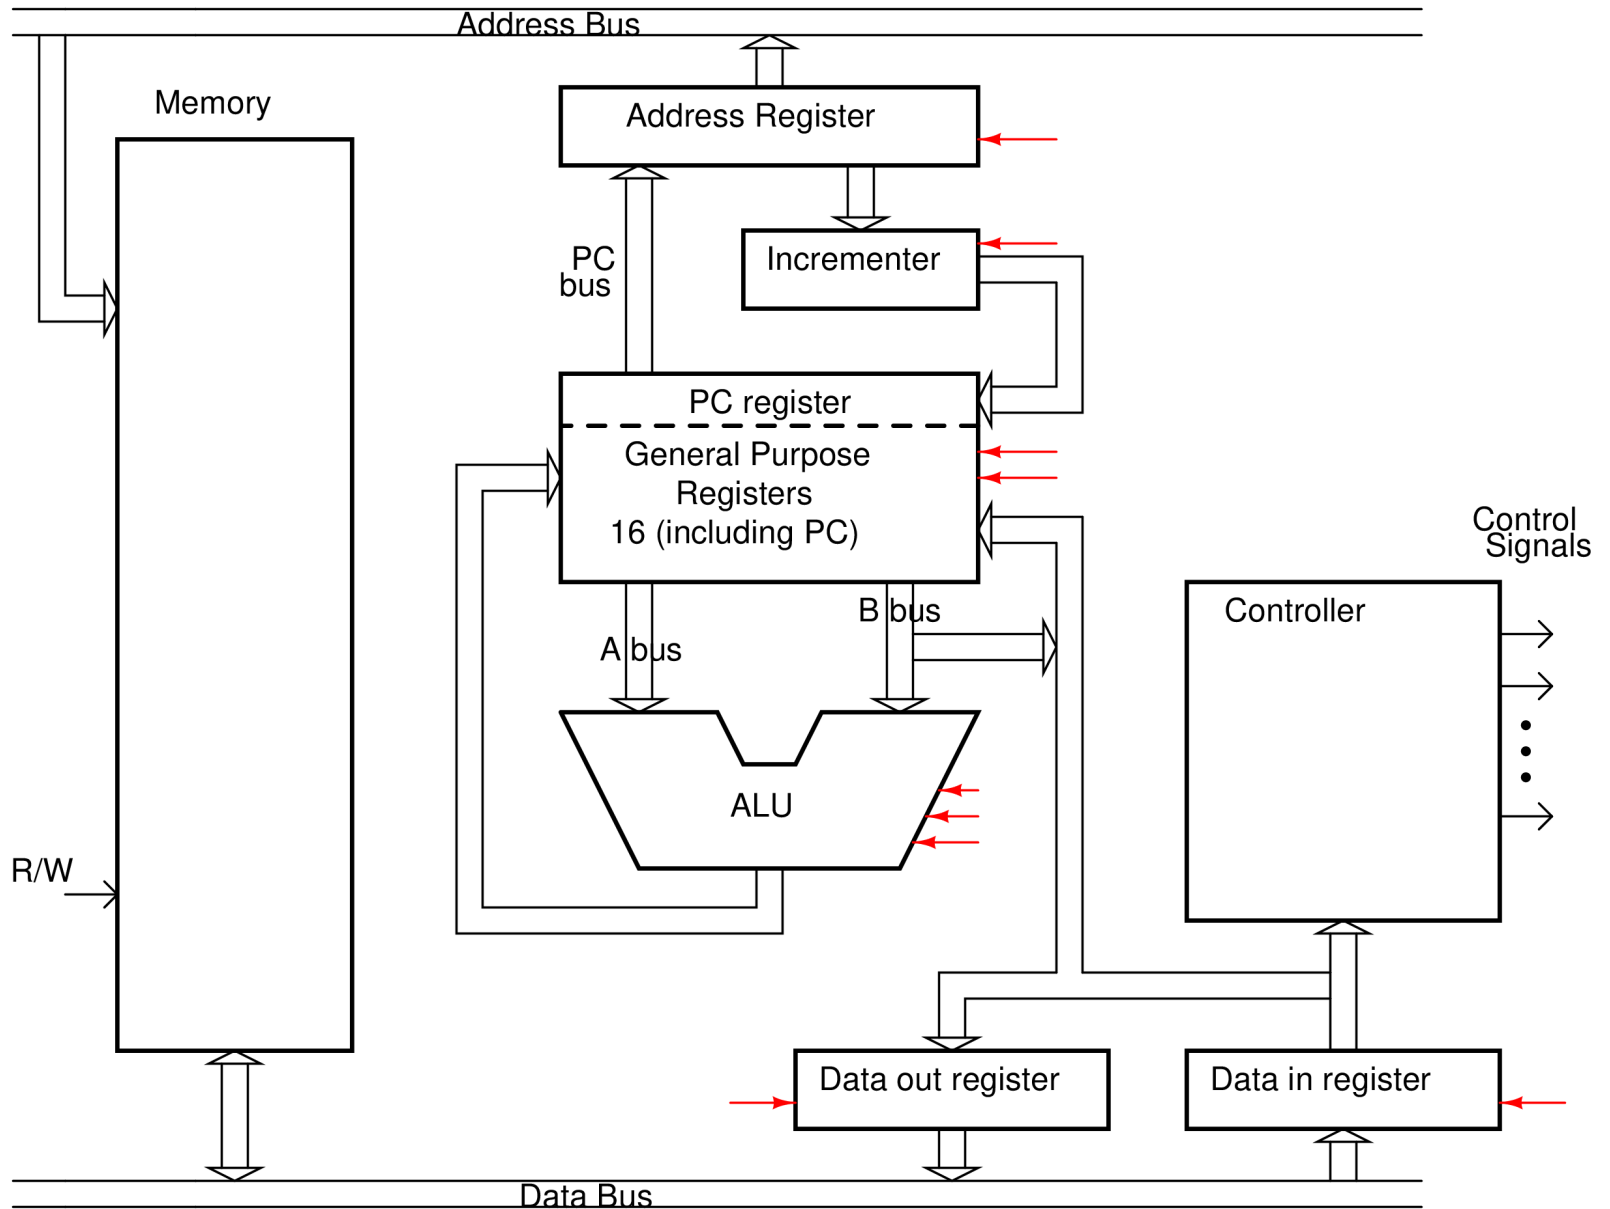 Address Bus
Memory
Address Register
PC
bus
Incrementer
PC register
General Purpose
Registers
16 (including PC)
Control
Signals
B bus
Controller
A bus
ALU
R/W
Data out register
Data in register
Data Bus